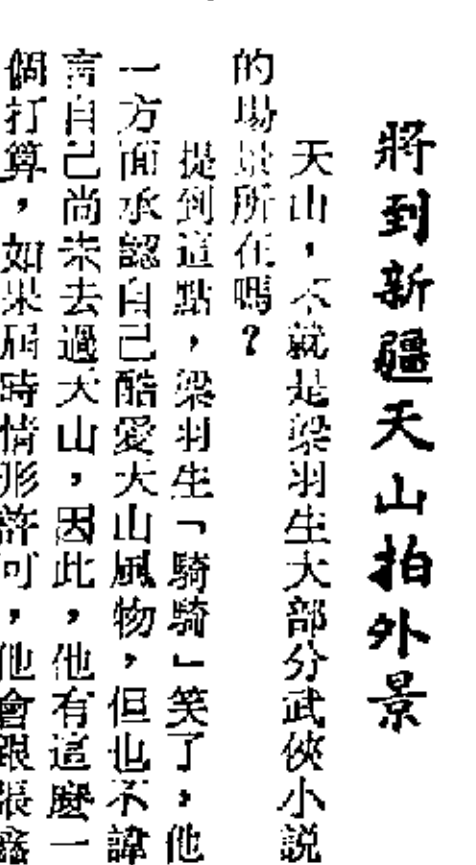 將到新疆天山拍外景
天山，不就是梁羽生大部分武俠小説
的場景所在嗎？
提到這點，梁羽生「騎騎」笑了，他
一方面承認自己酷愛天山風物，但也不諱
言自己尚未去過天山，因此，他有這麼一
個打算，如果屆時情形許可，他會跟張鑫